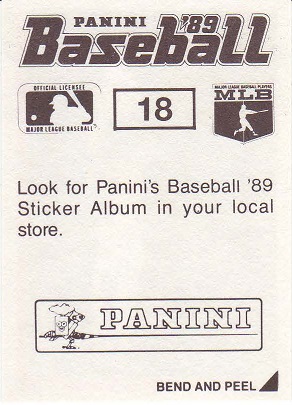 PANINI '89
Baseball
OFFICIAL LICENSEE
MAJOR LEAGUE BASEBALL
18
MAJOR LEAGUE BASEBALL PLAYERS
MLB
Look for Panini's Baseball '89
Sticker Album in your local
store.
PANINI
BEND AND PEEL